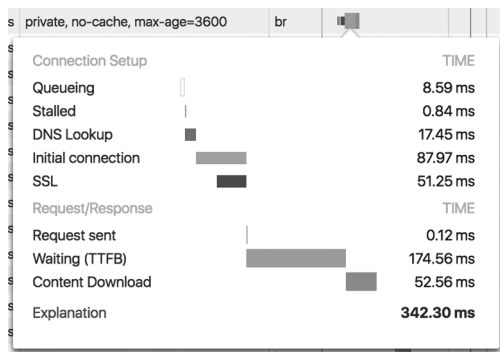 s private, no-cache, max-age=3600 br
Connection Setup TIME
Queueing 8.59 ms
Stalled 0.84 ms
DNS Lookup 17.45 ms
Initial connection 87.97 ms
SSL 51.25 ms
Request/Response TIME
Request sent 0.12 ms
Waiting (TTFB) 174.56 ms
Content Download 52.56 ms
Explanation 342.30 ms